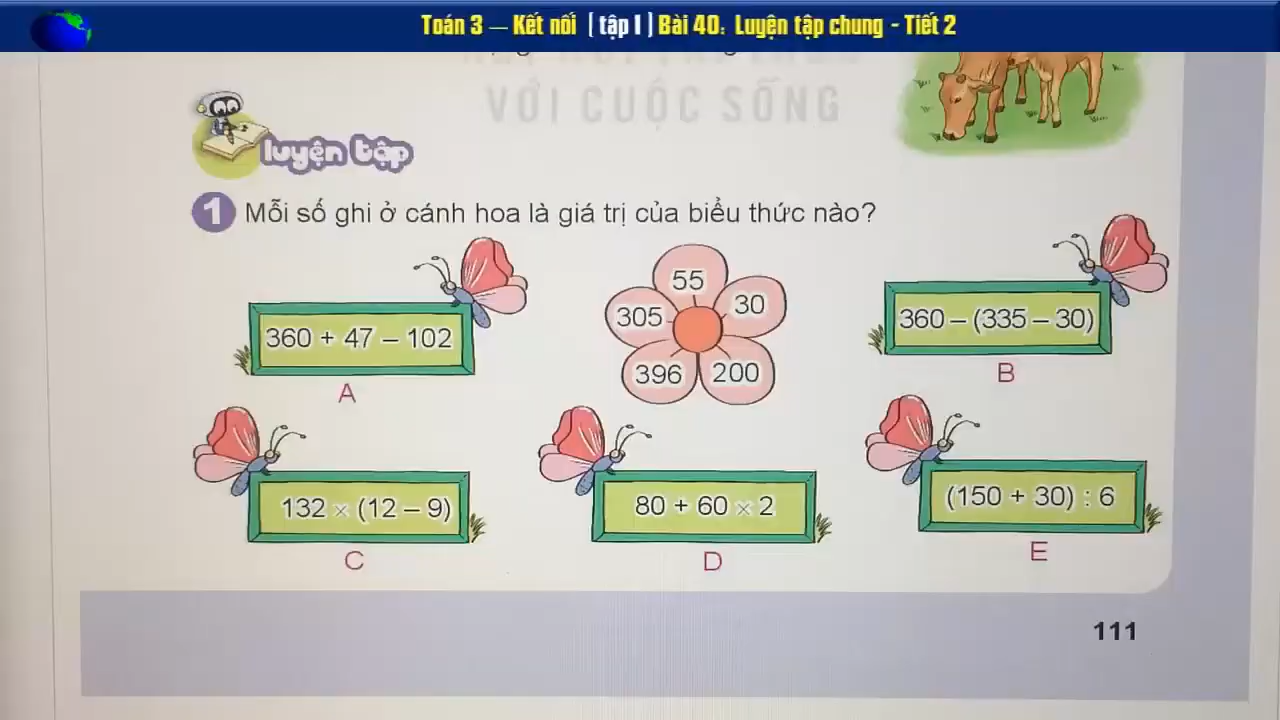 Toán 3 – Kết nối [ tập 1 ] Bài 40: Luyện tập chung - Tiết 2
VỚI CUỘC SỐNG
luyện tập
1 Mỗi số ghi ở cánh hoa là giá trị của biểu thức nào?
360 + 47 – 102
A
55
305
30
396
200
360 – (335 – 30)
B
132 × (12 – 9)
C
80 + 60 × 2
D
(150 + 30) : 6
E
111